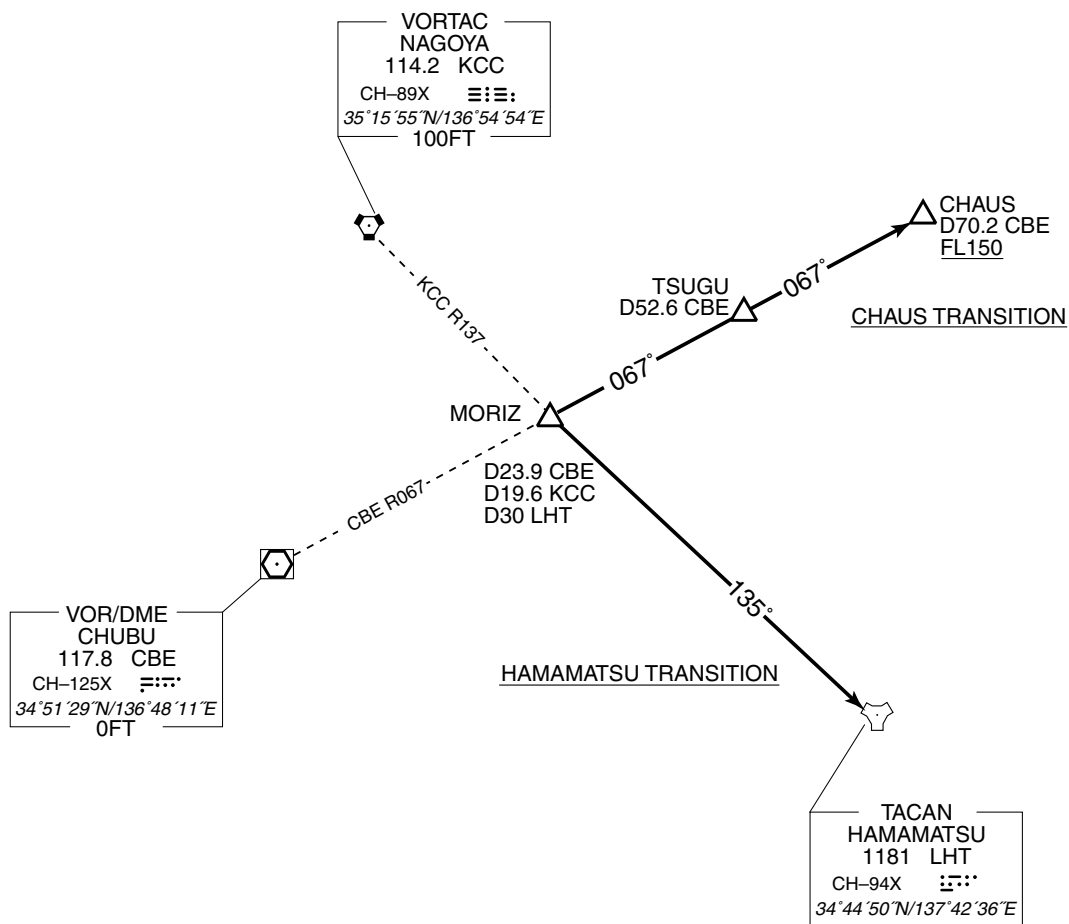 VORTAC
NAGOYA
114.2 KCC
CH–89X
35°15´55˝N/136°54´54˝E
100FT
CHAUS
D70.2 CBE
FL150
067°
TSUGU
D52.6 CBE
CHAUS TRANSITION
KCC R137
067°
MORIZ
D23.9 CBE
D19.6 KCC
D30 LHT
CBE R067
135°
VOR/DME
CHUBU
117.8 CBE
CH–125X
34°51´29˝N/136°48´11˝E
0FT
HAMAMATSU TRANSITION
TACAN
HAMAMATSU
1181 LHT
CH–94X
34°44´50˝N/137°42´36˝E